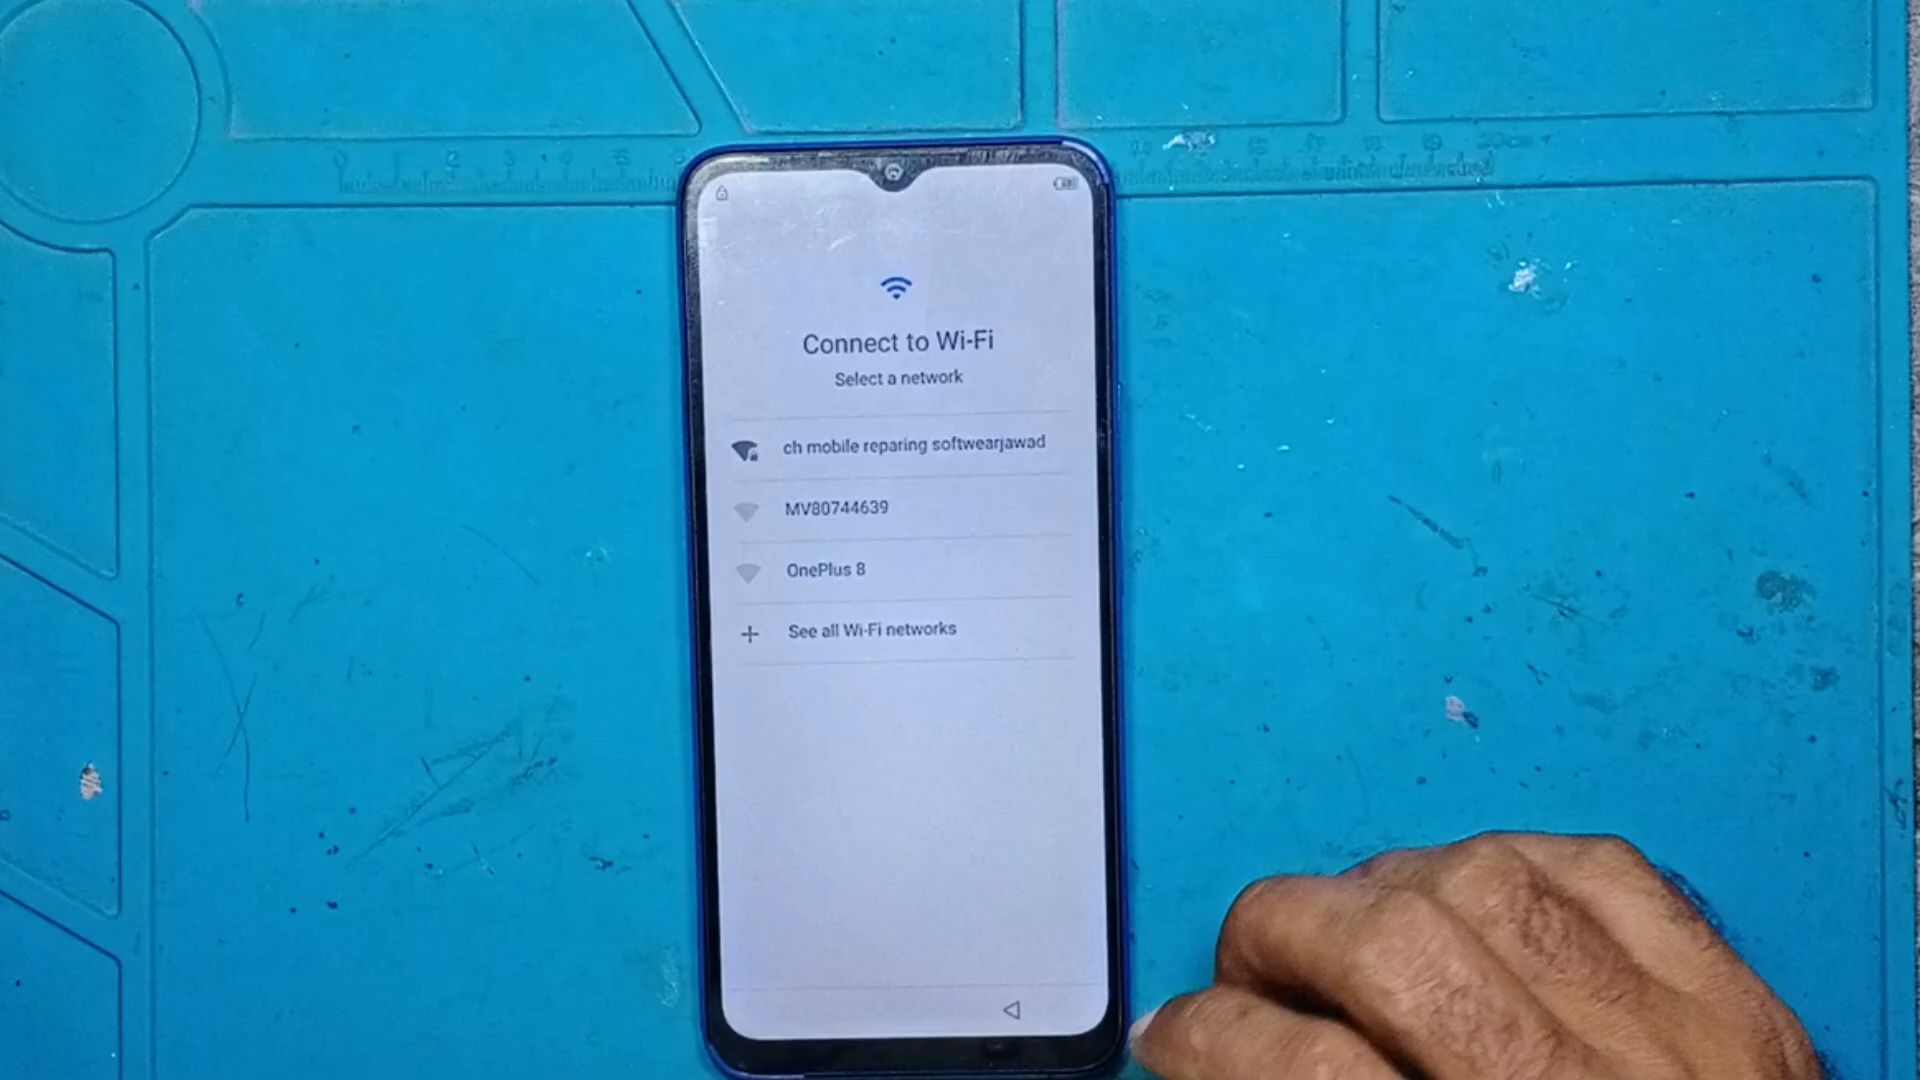 Connect to Wi-Fi
Select a network
ch mobile reparing softwearjawad
MV80744639
OnePlus 8
See all Wi-Fi networks